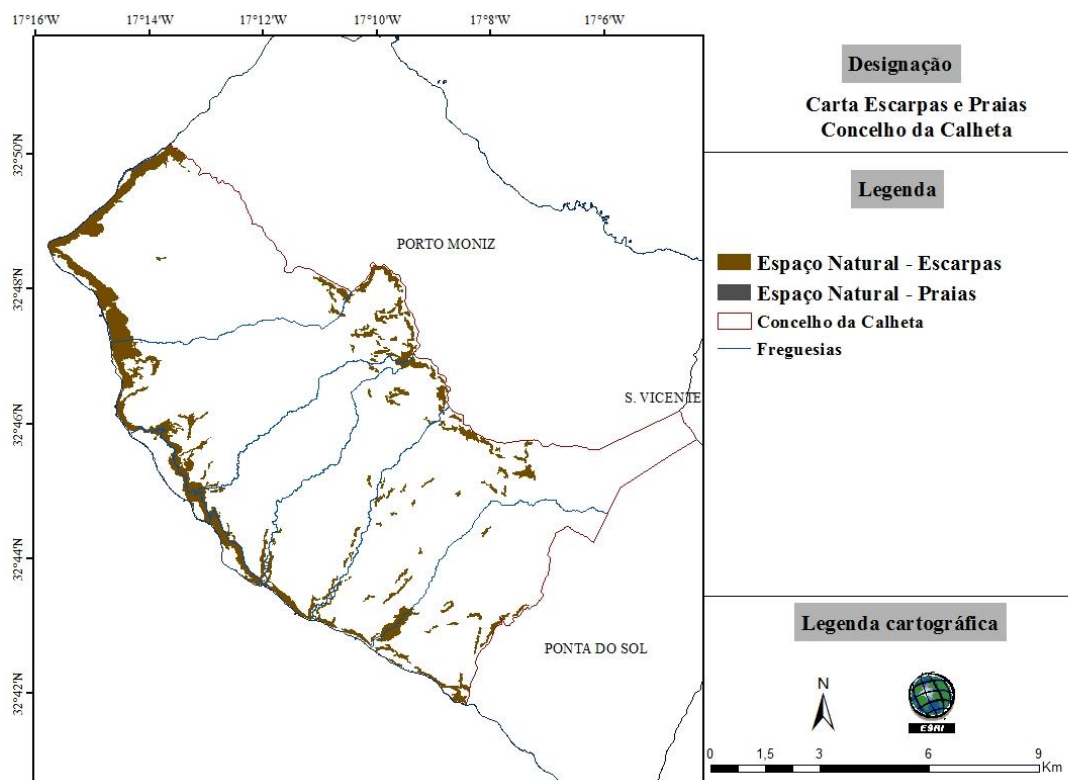 17°16'W 17°14'W 17°12'W 17°10'W 17°8'W 17°6'W
32°50'N
32°48'N
32°46'N
32°44'N
32°42'N
PORTO MONIZ
S. VICENTE
PONTA DO SOL
Designação
Carta Escarpas e Praias
Concelho da Calheta
Legenda
Espaço Natural - Escarpas
Espaço Natural - Praias
Concelho da Calheta
Freguesias
Legenda cartográfica
N
ESRI
0 1,5 3 6 9
Km